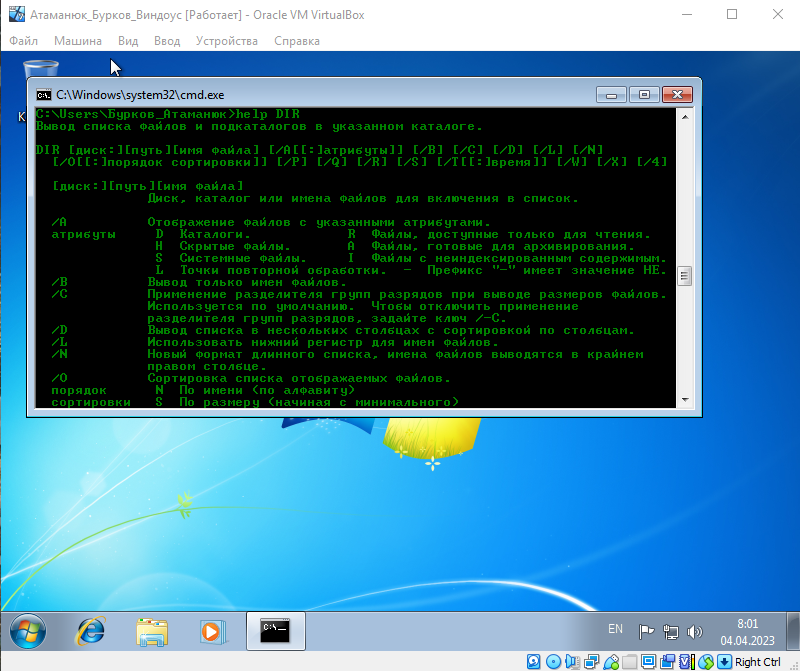 Атаманюк_Бурков_Виндоус [Работает] - Oracle VM VirtualBox
Файл Машина Вид Ввод Устройства Справка
C:\Windows\system32\cmd.exe
C:\Users\Бурков_Атаманюк>help DIR
Вывод списка файлов и подкаталогов в указанном каталоге.
DIR [диск:][путь][имя файла] [/A[[:]атрибуты]] [/B] [/C] [/D] [/L] [/N]
[/O[[:]порядок сортировки]] [/P] [/Q] [/R] [/S] [/T[[:]время]] [/W] [/X] [/4]
[диск:][путь][имя файла]
Диск, каталог или имена файлов для включения в список.
/A Отображение файлов с указанными атрибутами.
атрибуты D Каталоги. R Файлы, доступные только для чтения.
H Скрытые файлы. A Файлы, готовые для архивирования.
S Системные файлы. I Файлы с неиндексированным содержимым.
L Точки повторной обработки. - Префикс "-" имеет значение НЕ.
/B Вывод только имен файлов.
/C Применение разделителя групп разрядов при выводе размеров файлов.
Используется по умолчанию. Чтобы отключить применение
разделителя групп разрядов, задайте ключ /-C.
/D Вывод списка в нескольких столбцах с сортировкой по столбцам.
/L Использовать нижний регистр для имен файлов.
/N Новый формат длинного списка, имена файлов выводятся в крайнем
правом столбце.
/O Сортировка списка отображаемых файлов.
порядок N По имени (по алфавиту)
сортировки S По размеру (начиная с минимального)
К
EN
8:01
04.04.2023
Right Ctrl